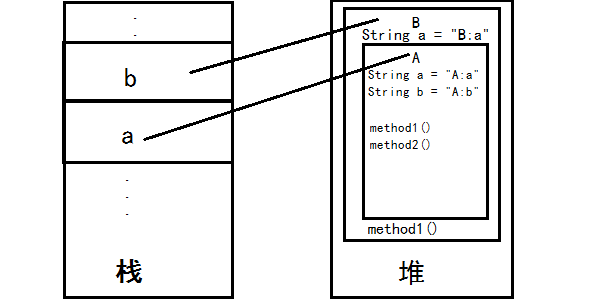 b
a
栈
B
String a = "B:a"
A
String a = "A:a"
String b = "A:b"
method1()
method2()
method1()
堆